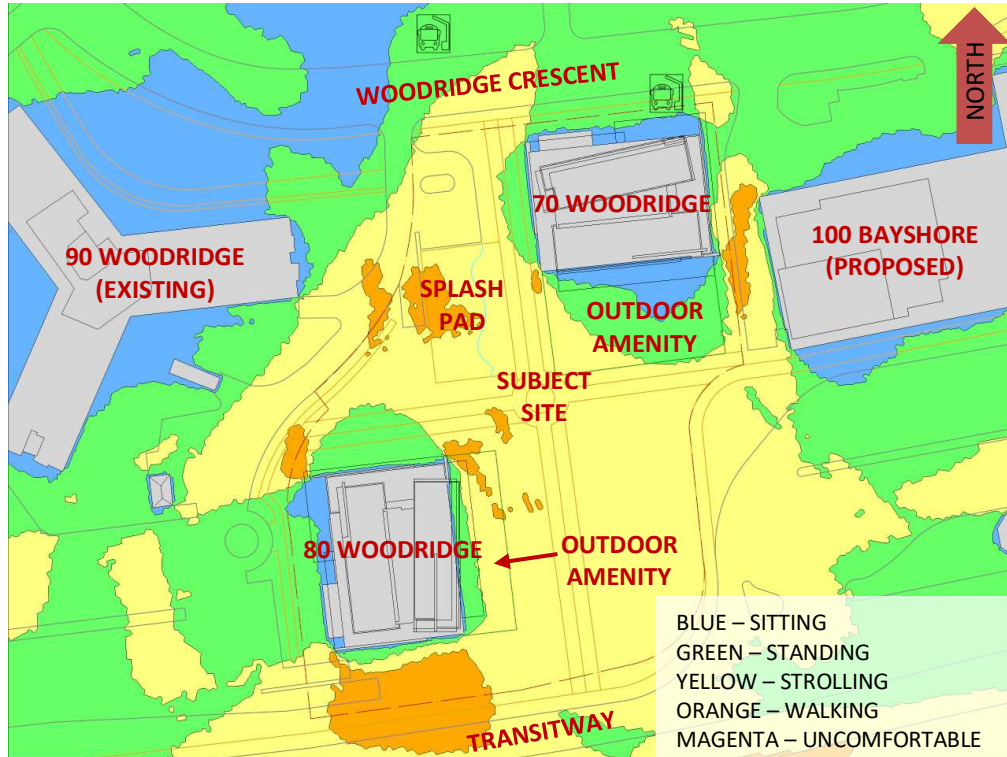 WOODRIDGE CRESCENT
NORTH
70 WOODRIDGE
90 WOODRIDGE
(EXISTING)
100 BAYSHORE
(PROPOSED)
SPLASH
PAD
OUTDOOR
AMENITY
SUBJECT
SITE
80 WOODRIDGE
OUTDOOR
AMENITY
BLUE – SITTING
GREEN – STANDING
YELLOW – STROLLING
ORANGE – WALKING
MAGENTA – UNCOMFORTABLE
TRANSITWAY